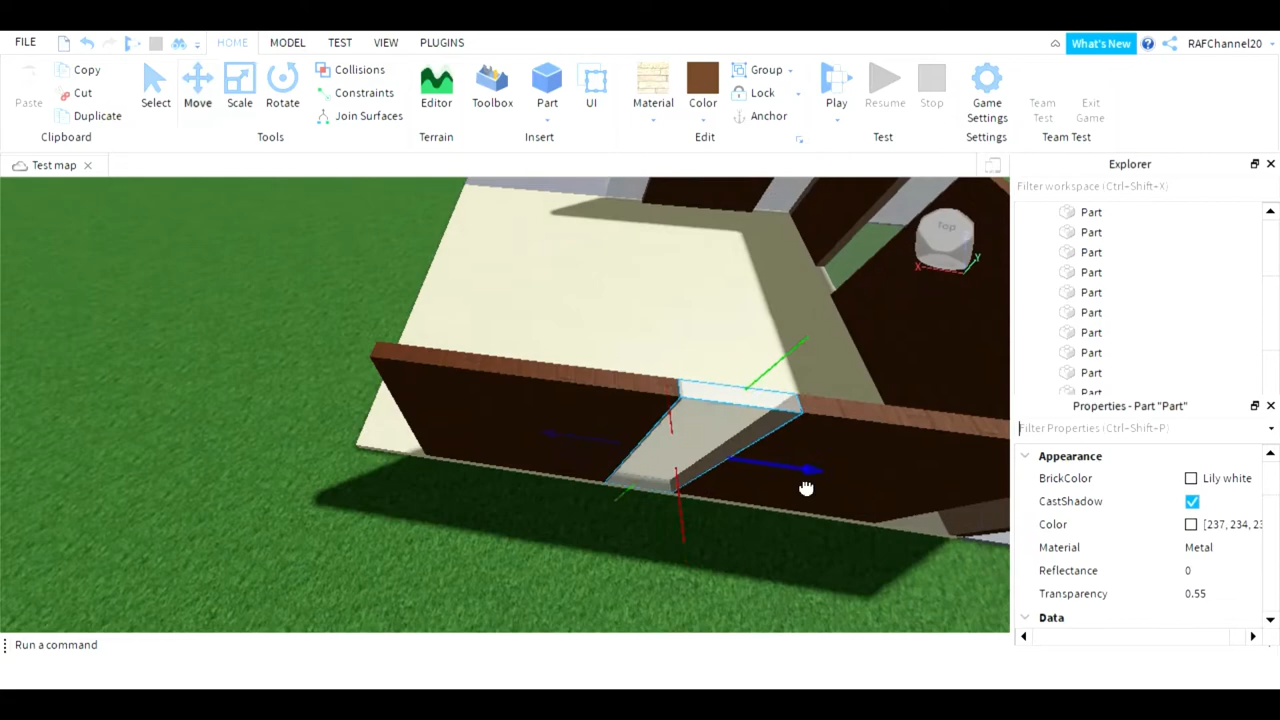 FILE HOME MODEL TEST VIEW PLUGINS What's New RAFChannel20
Paste Copy Cut Duplicate Select Move Scale Rotate Collisions Constraints Join Surfaces Editor Toolbox Part UI Material Color Group Lock Anchor Play Resume Stop Game Settings Team Test Exit Game
Clipboard Tools Terrain Insert Edit Test Settings Team Test
Test map
Explorer
Filter workspace (Ctrl+Shift+X)
Part
Part
Part
Part
Part
Part
Part
Part
Part
Part
Top
X Y
Properties - Part "Part"
Filter Properties (Ctrl+Shift+P)
Appearance
BrickColor Lily white
CastShadow
Color [237, 234, 23
Material Metal
Reflectance 0
Transparency 0.55
Data
Run a command